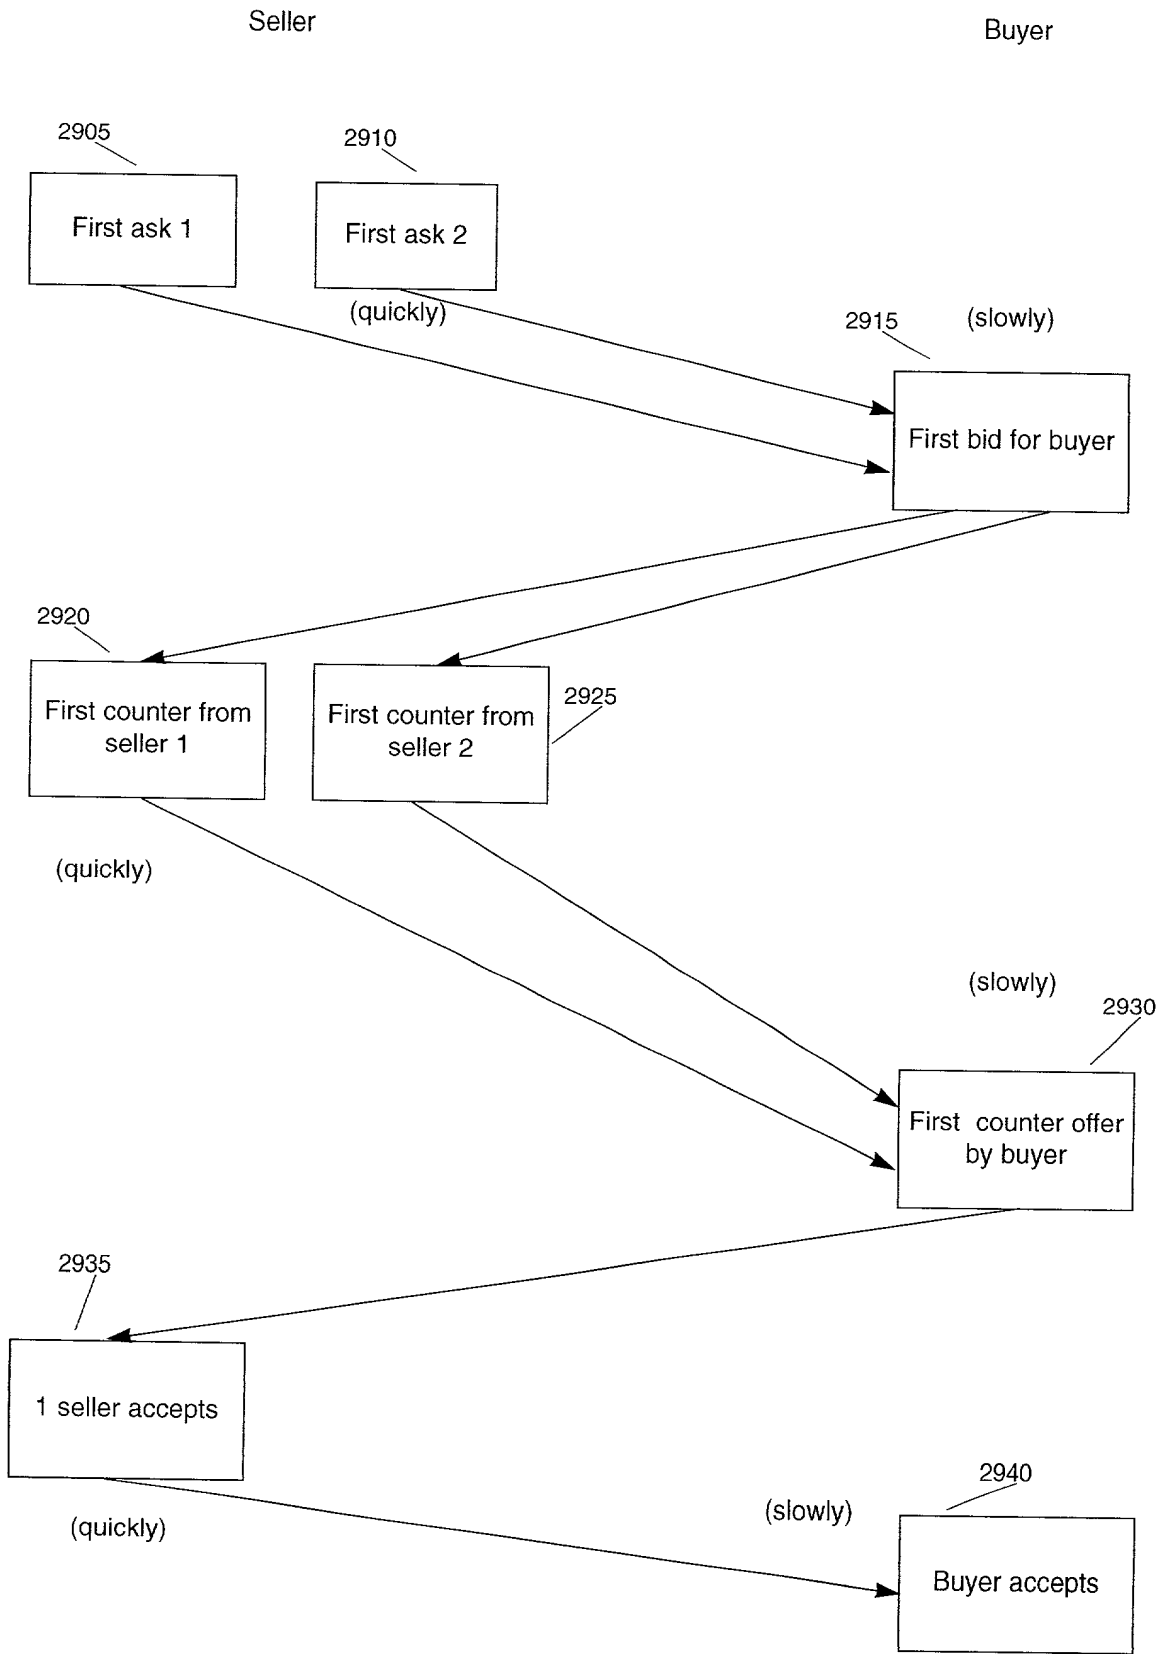 Seller
Buyer
2905
2910
First ask 1
First ask 2
(quickly)
2915
(slowly)
First bid for buyer
2920
First counter from
seller 1
First counter from
seller 2
2925
(quickly)
(slowly)
2930
First counter offer
by buyer
2935
1 seller accepts
(quickly)
2940
(slowly)
Buyer accepts